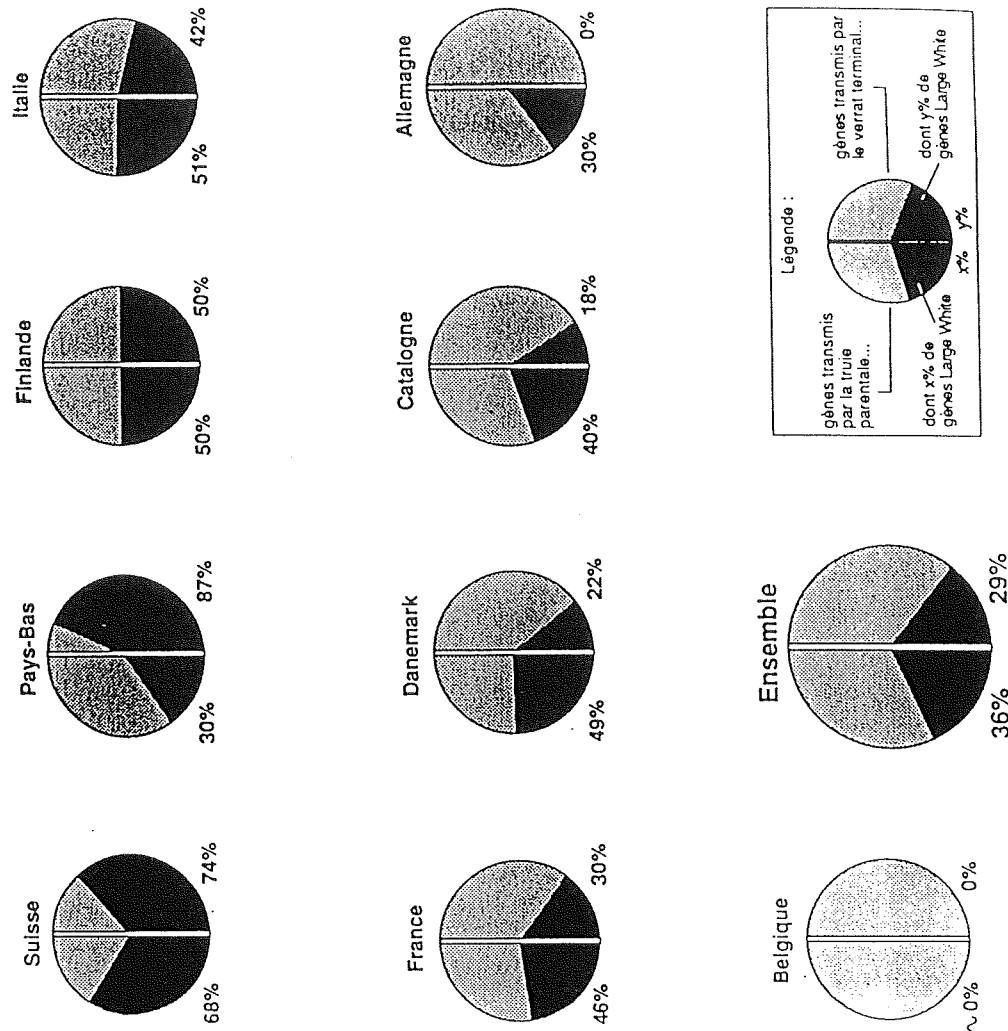 Suisse
68%
74%
Pays-Bas
30%
87%
Finlande
50%
50%
Italie
51%
42%
France
46%
30%
Danemark
49%
22%
Catalogne
40%
18%
Allemagne
30%
0%
Belgique
~0%
0%
Ensemble
36%
29%
Légende :
gènes transmis
par la truie
parentale...
gènes transmis par
le verrat terminal...
x%
y%
dont x% de
gènes Large White
dont y% de
gènes Large White